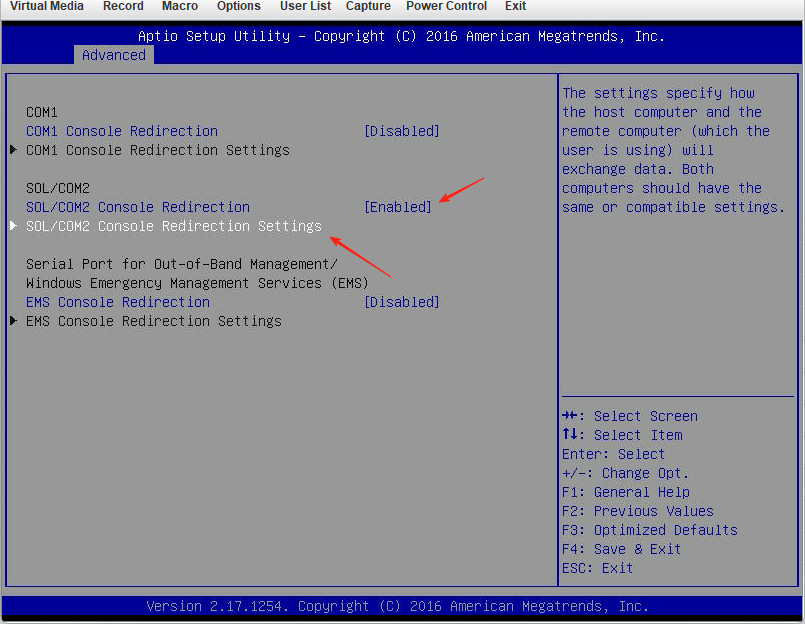 Virtual Media Record Macro Options User List Capture Power Control Exit
Aptio Setup Utility - Copyright (C) 2016 American Megatrends, Inc.
Advanced
COM1
COM1 Console Redirection [Disabled]
COM1 Console Redirection Settings
SOL/COM2
SOL/COM2 Console Redirection [Enabled]
SOL/COM2 Console Redirection Settings
Serial Port for Out-of-Band Management/
Windows Emergency Management Services (EMS)
EMS Console Redirection [Disabled]
EMS Console Redirection Settings
The settings specify how
the host computer and the
remote computer (which the
user is using) will
exchange data. Both
computers should have the
same or compatible settings.
→←: Select Screen
↑↓: Select Item
Enter: Select
+/-: Change Opt.
F1: General Help
F2: Previous Values
F3: Optimized Defaults
F4: Save & Exit
ESC: Exit
Version 2.17.1254. Copyright (C) 2016 American Megatrends, Inc.